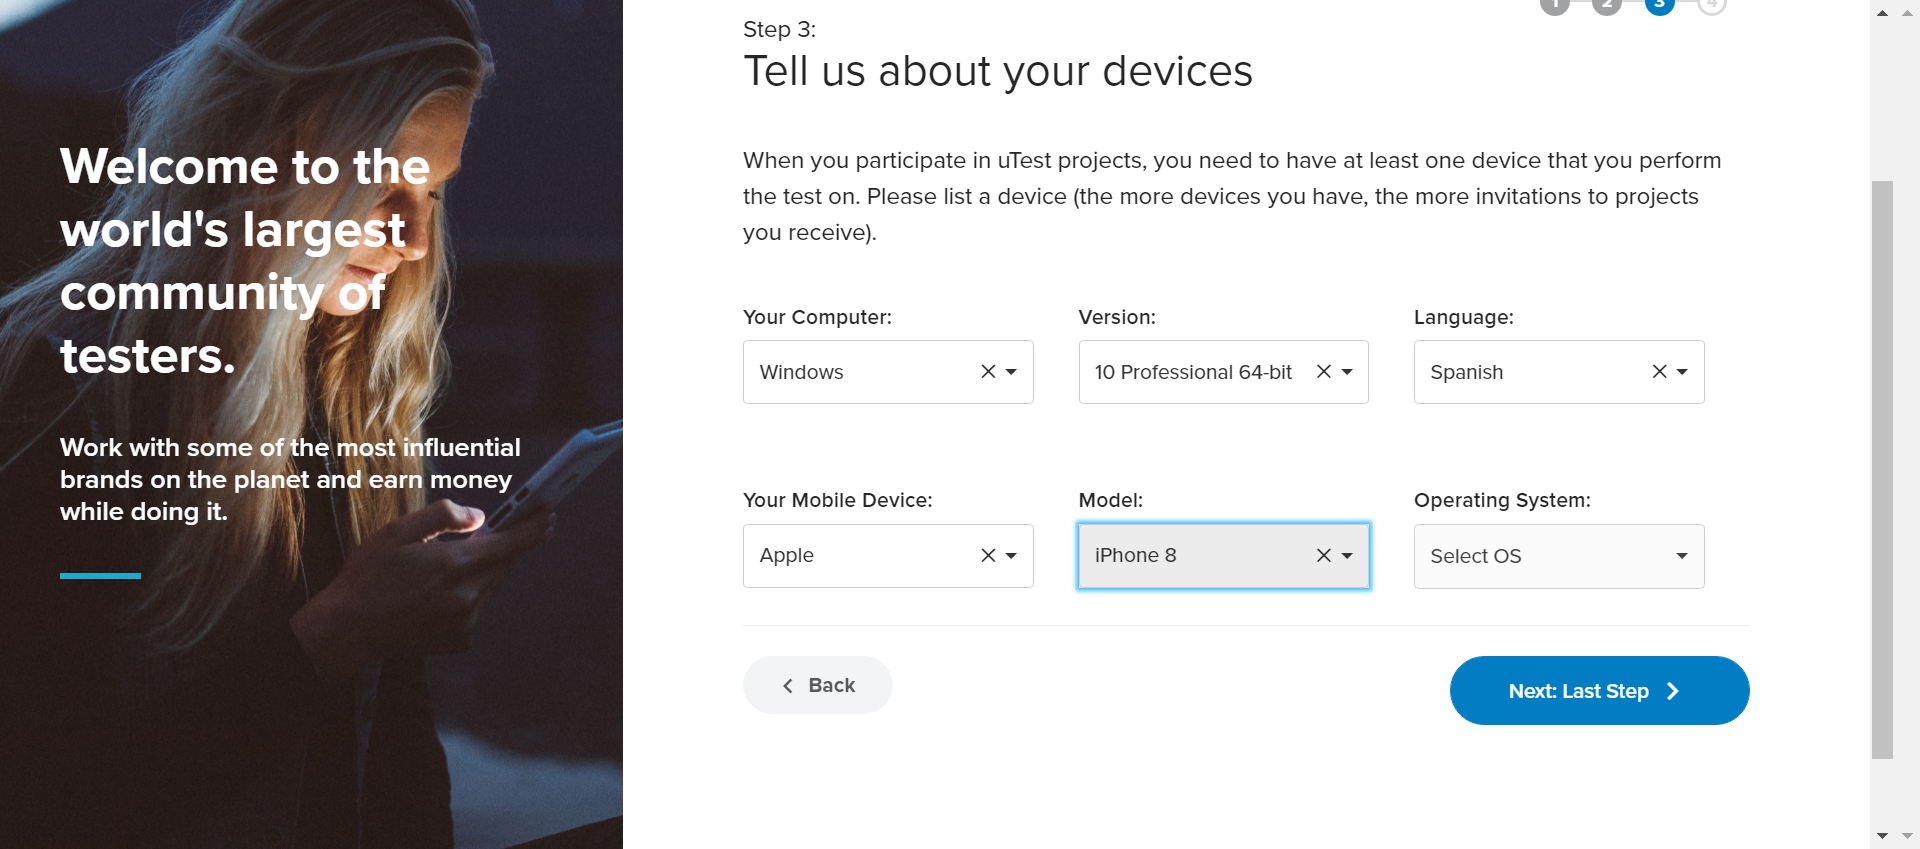 Welcome to the
world's largest
community of
testers.
Work with some of the most influential
brands on the planet and earn money
while doing it.
1 2 3 4
Step 3:
Tell us about your devices
When you participate in uTest projects, you need to have at least one device that you perform
the test on. Please list a device (the more devices you have, the more invitations to projects
you receive).
Your Computer: Version: Language:
Windows 10 Professional 64-bit Spanish
Your Mobile Device: Model: Operating System:
Apple iPhone 8 Select OS
Back Next: Last Step